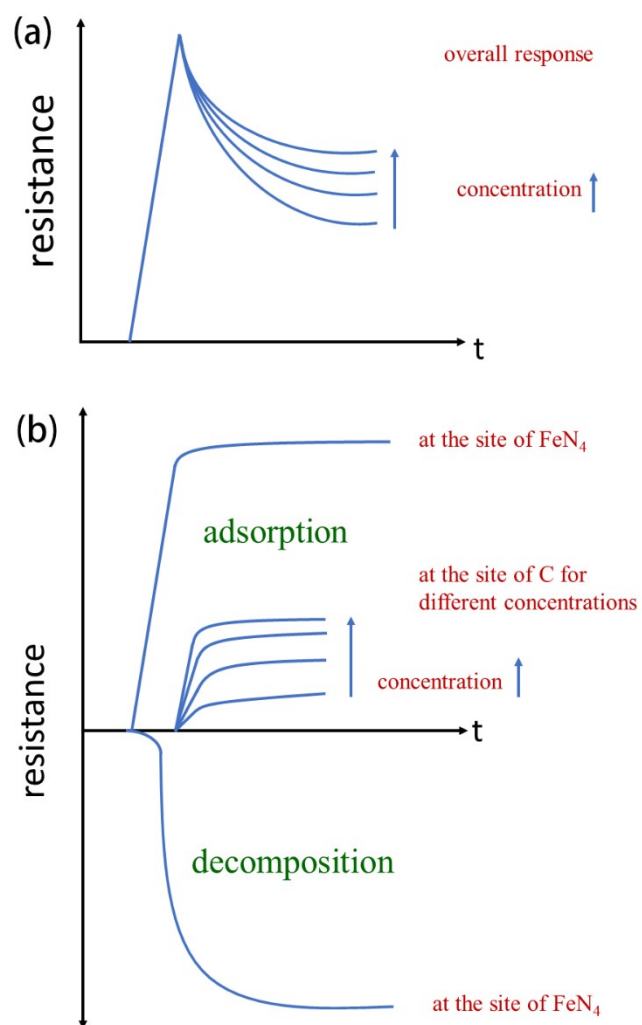 (a)
overall response
resistance
concentration
t
(b)
at the site of FeN₄
adsorption
at the site of C for
different concentrations
concentration
t
resistance
decomposition
at the site of FeN₄